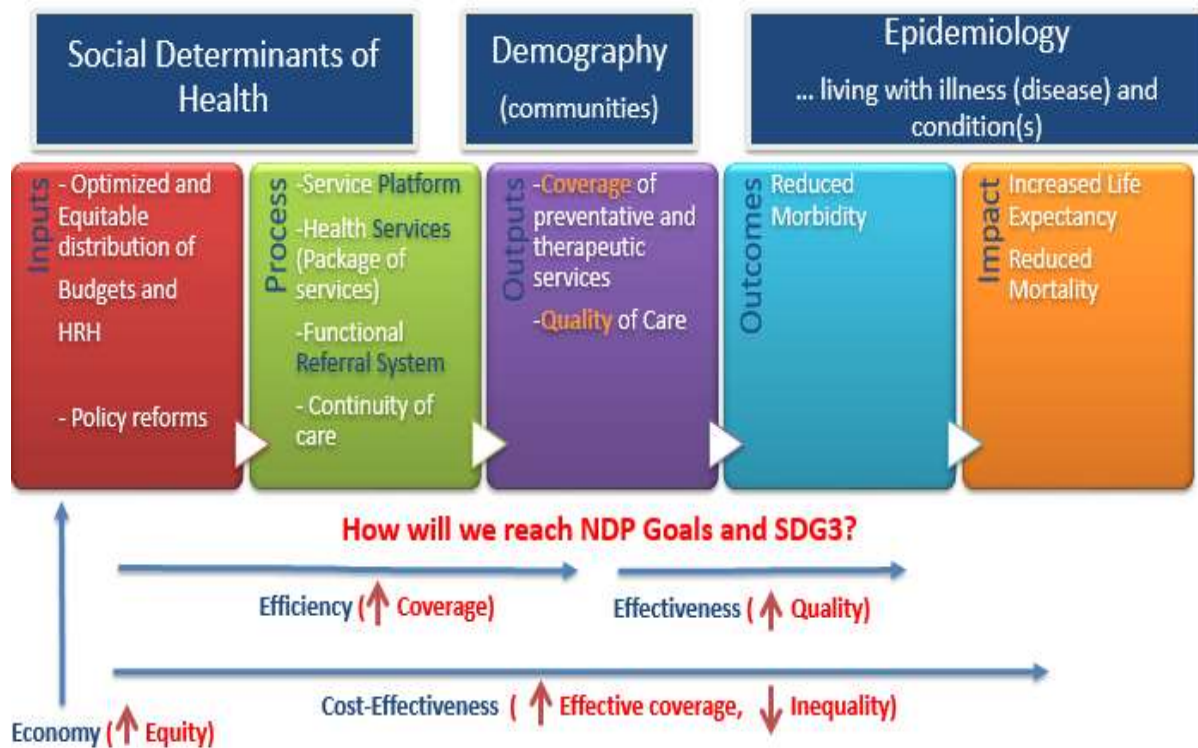 Social Determinants of
Health
Demography
(communities)
Epidemiology
... living with illness (disease) and
condition(s)
Inputs
- Optimized and
Equitable
distribution of
Budgets and
HRH
- Policy reforms
Process
-Service Platform
-Health Services
(Package of
services)
-Functional
Referral System
- Continuity of
care
Outputs
-Coverage of
preventative and
therapeutic
services
-Quality of Care
Outcomes
Reduced
Morbidity
Impact
Increased Life
Expectancy
Reduced
Mortality
How will we reach NDP Goals and SDG3?
Efficiency (↑ Coverage)
Effectiveness (↑ Quality)
Cost-Effectiveness (↑ Effective coverage, ↓ Inequality)
Economy (↑ Equity)